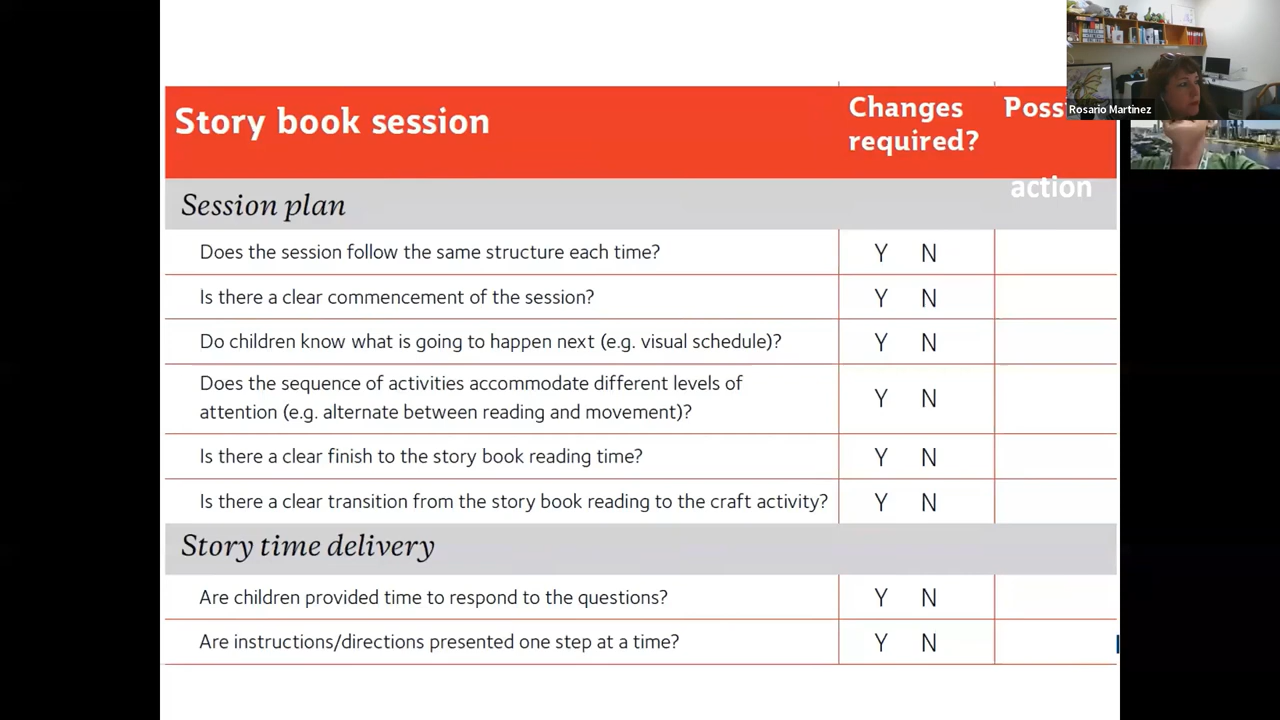 Story book session
Changes
required?
action
Rosario Martinez
Session plan
Does the session follow the same structure each time?
Y N
Is there a clear commencement of the session?
Y N
Do children know what is going to happen next (e.g. visual schedule)?
Y N
Does the sequence of activities accommodate different levels of
attention (e.g. alternate between reading and movement)?
Y N
Is there a clear finish to the story book reading time?
Y N
Is there a clear transition from the story book reading to the craft activity?
Y N
Story time delivery
Are children provided time to respond to the questions?
Y N
Are instructions/directions presented one step at a time?
Y N